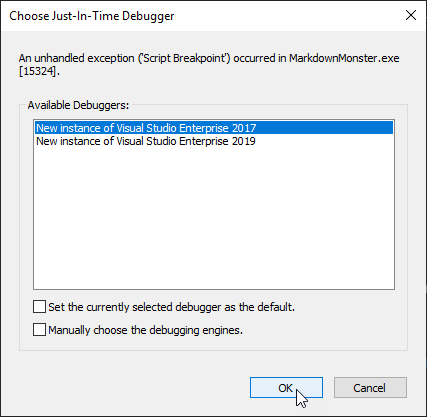 Choose Just-In-Time Debugger
An unhandled exception ('Script Breakpoint') occurred in MarkdownMonster.exe
[15324].
Available Debuggers:
New instance of Visual Studio Enterprise 2017
New instance of Visual Studio Enterprise 2019
Set the currently selected debugger as the default.
Manually choose the debugging engines.
OK
Cancel